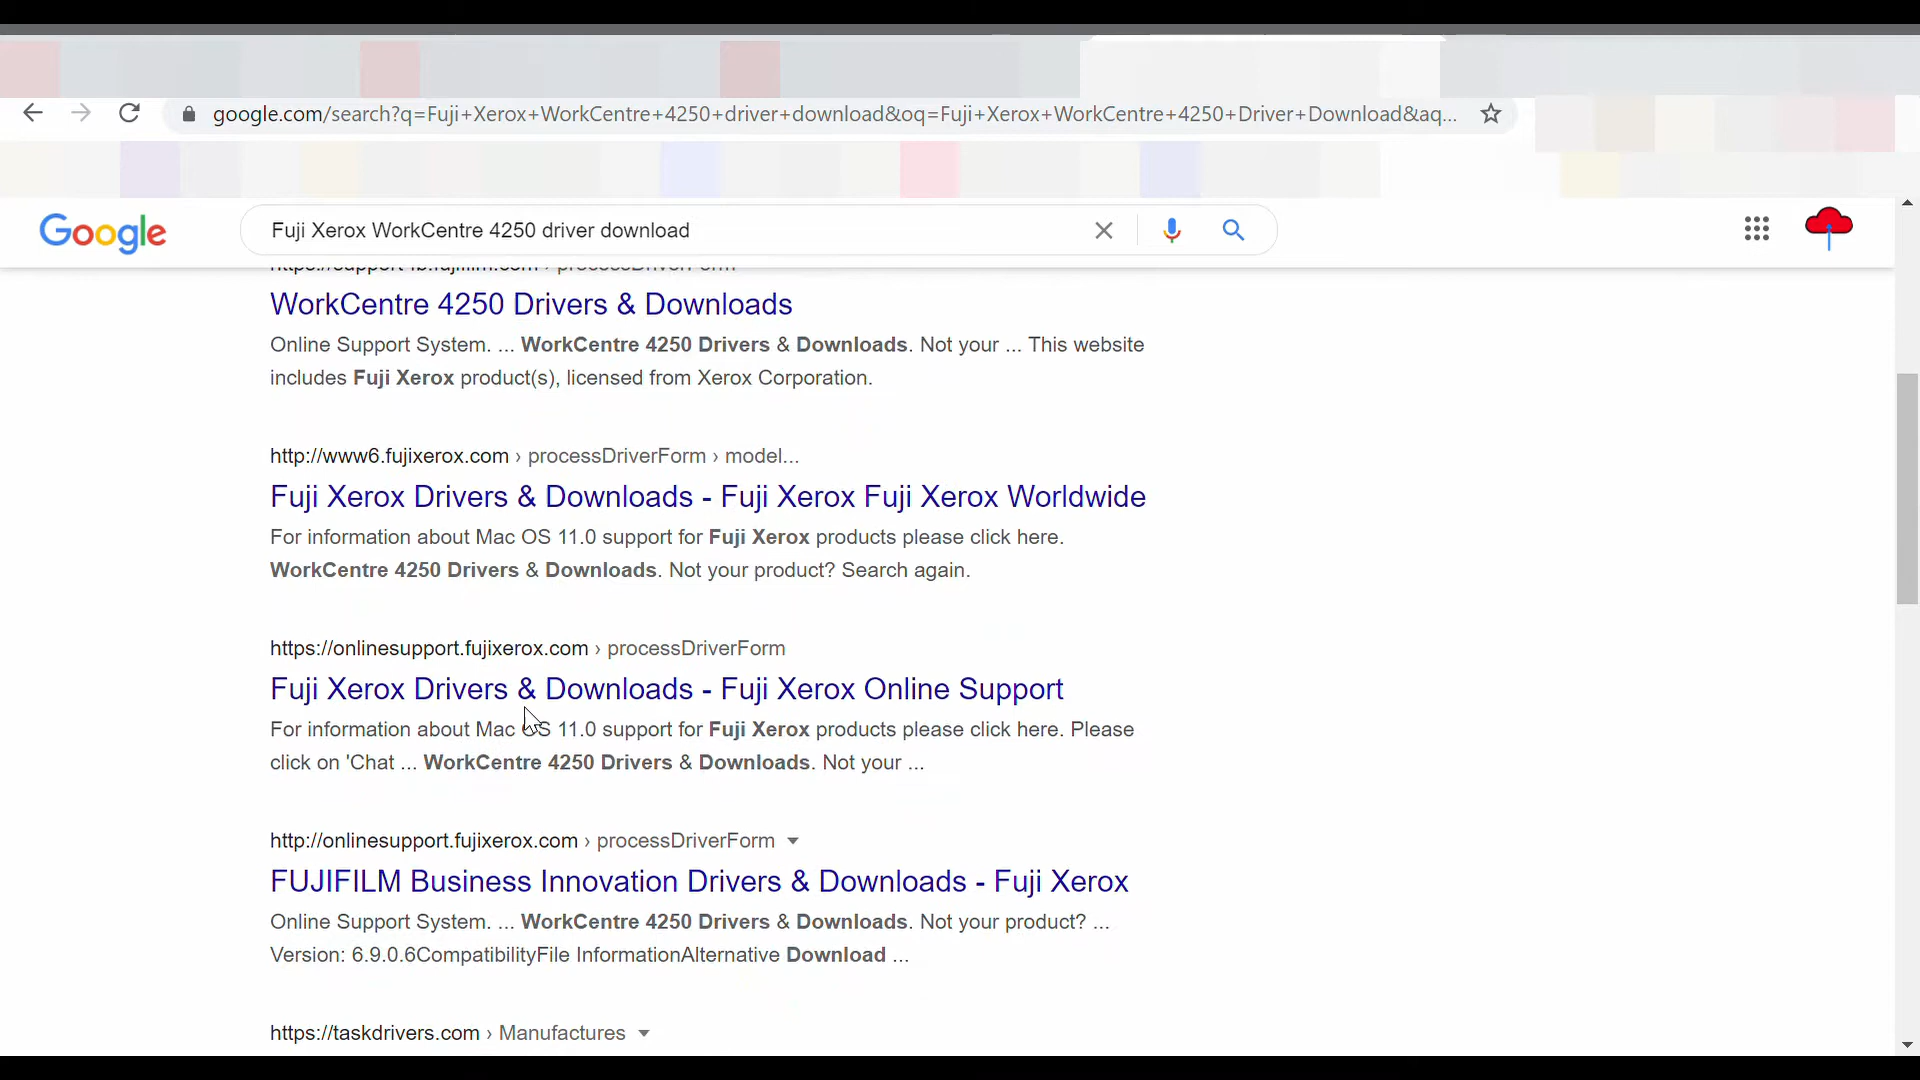 google.com/search?q=Fuji+Xerox+WorkCentre+4250+driver+download&oq=Fuji+Xerox+WorkCentre+4250+Driver+Download&aq...
Google
Fuji Xerox WorkCentre 4250 driver download
https://support-fb.fujifilm.com › processDriverForm
WorkCentre 4250 Drivers & Downloads
Online Support System. ... WorkCentre 4250 Drivers & Downloads. Not your ... This website
includes Fuji Xerox product(s), licensed from Xerox Corporation.
http://www6.fujixerox.com › processDriverForm › model...
Fuji Xerox Drivers & Downloads - Fuji Xerox Fuji Xerox Worldwide
For information about Mac OS 11.0 support for Fuji Xerox products please click here.
WorkCentre 4250 Drivers & Downloads. Not your product? Search again.
https://onlinesupport.fujixerox.com › processDriverForm
Fuji Xerox Drivers & Downloads - Fuji Xerox Online Support
For information about Mac OS 11.0 support for Fuji Xerox products please click here. Please
click on 'Chat ... WorkCentre 4250 Drivers & Downloads. Not your ...
http://onlinesupport.fujixerox.com › processDriverForm
FUJIFILM Business Innovation Drivers & Downloads - Fuji Xerox
Online Support System. ... WorkCentre 4250 Drivers & Downloads. Not your product? ...
Version: 6.9.0.6CompatibilityFile InformationAlternative Download ...
https://taskdrivers.com › Manufactures